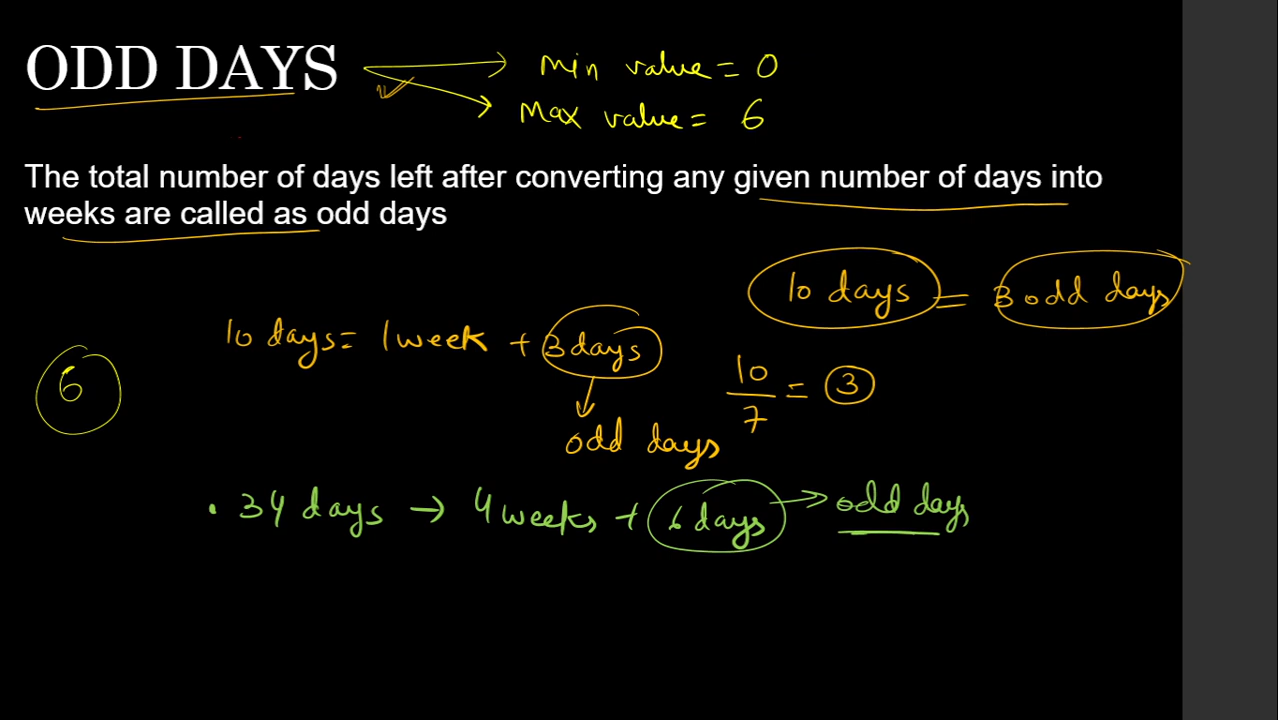 ODD DAYS
Min value = 0
Max value = 6
The total number of days left after converting any given number of days into
weeks are called as odd days
10 days = 3 odd days
10 days = 1 week + 3 days
odd days
10/7 = 3
6
. 34 days → 4 weeks + 6 days → odd days